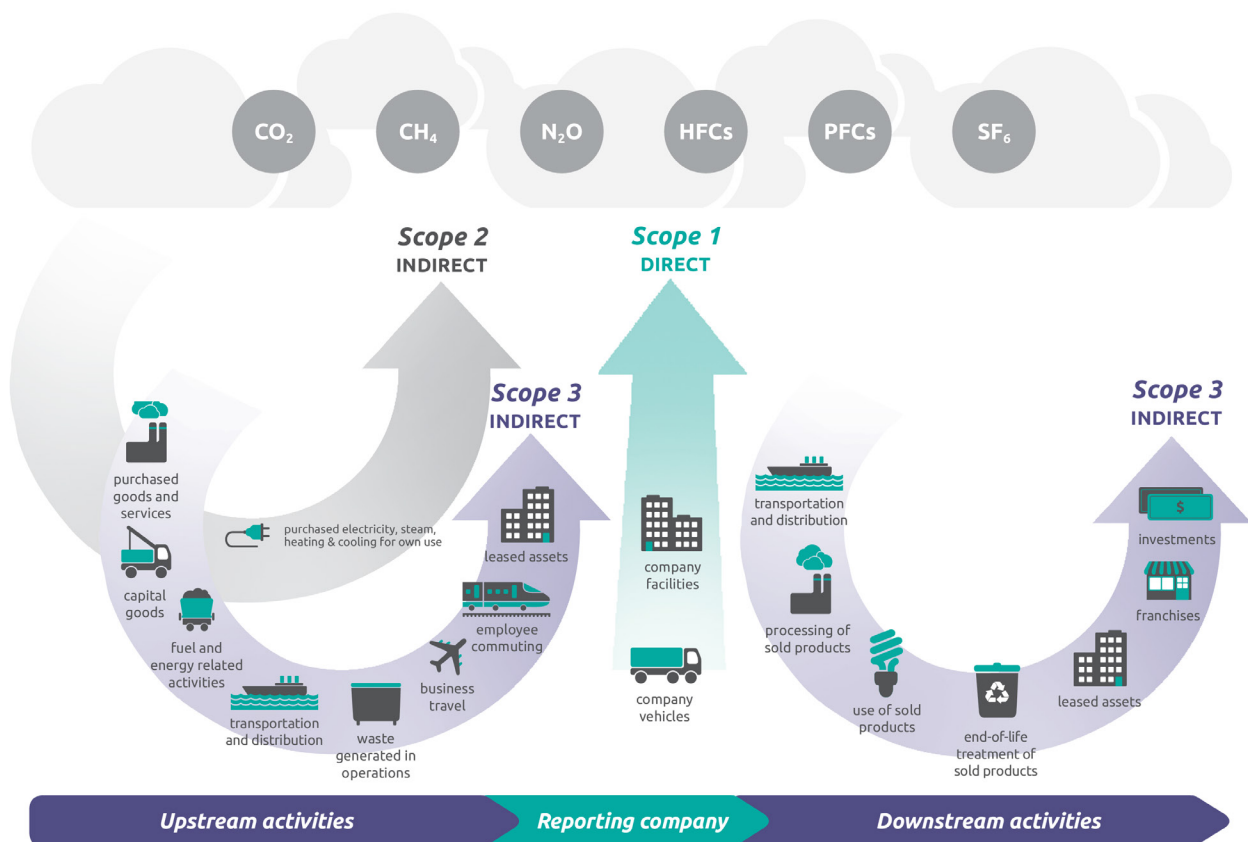 CO₂
CH₄
N₂O
HFCs
PFCs
SF₆
Scope 2
INDIRECT
Scope 1
DIRECT
Scope 3
INDIRECT
Scope 3
INDIRECT
purchased
goods and
services
capital
goods
fuel and
energy related
activities
transportation
and distribution
waste
generated in
operations
business
travel
employee
commuting
leased assets
purchased electricity, steam,
heating & cooling for own use
company
facilities
company
vehicles
transportation
and distribution
processing of
sold products
use of sold
products
end-of-life
treatment of
sold products
leased assets
franchises
$
investments
Upstream activities
Reporting company
Downstream activities